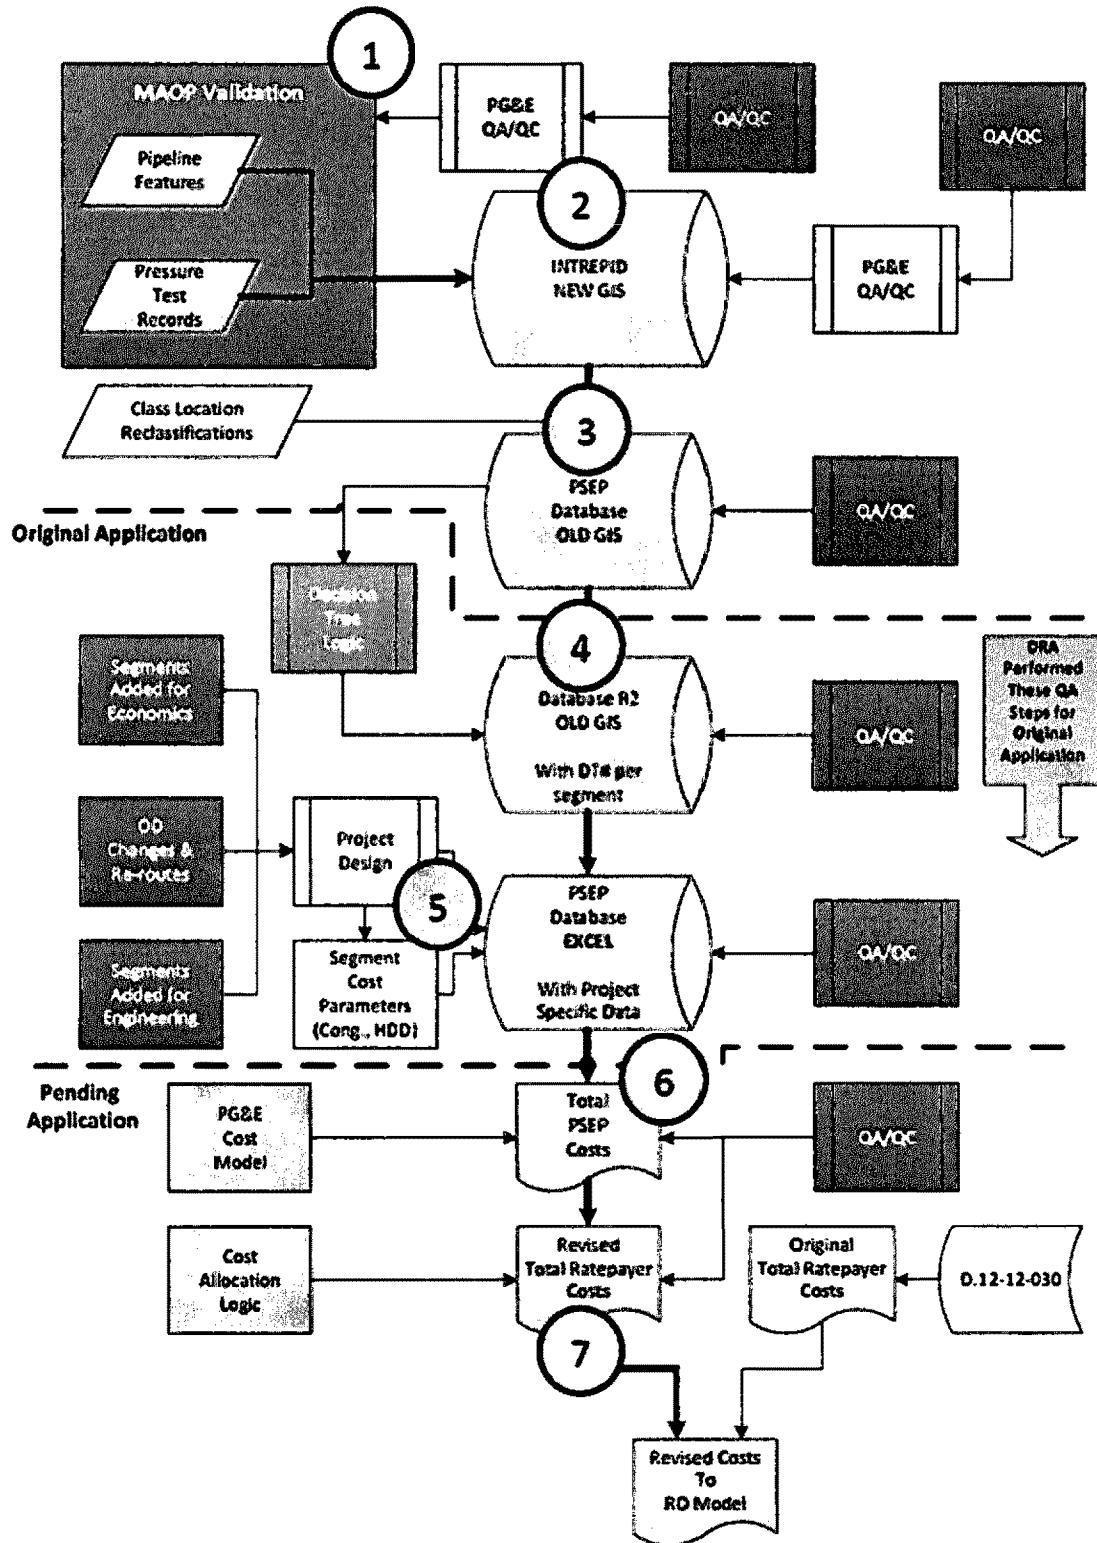 1
MAOP Validation
Pipeline
Features
Pressure
Test
Records
PG&E
QA/QC
QA/QC
QA/QC
2
INTREPID
NEW GIS
PG&E
QA/QC
Class Location
Reclassifications
3
PSEP
Database
OLD GIS
QA/QC
Original Application
Decision
Tree
Logic
4
Database R2
OLD GIS
With DT# per
segment
QA/QC
DRA
Performed
These QA
Steps for
Original
Application
Segments
Added for
Economics
OD
Changes &
Re-routes
Segments
Added for
Engineering
Project
Design
5
Segment
Cost
Parameters
(Cong., HDD)
PSEP
Database
EXCEL
With Project
Specific Data
QA/QC
Pending
Application
6
PG&E
Cost
Model
Total
PSEP
Costs
QA/QC
Cost
Allocation
Logic
Revised
Total Ratepayer
Costs
Original
Total Ratepayer
Costs
D.12-12-030
7
Revised Costs
To
RO Model